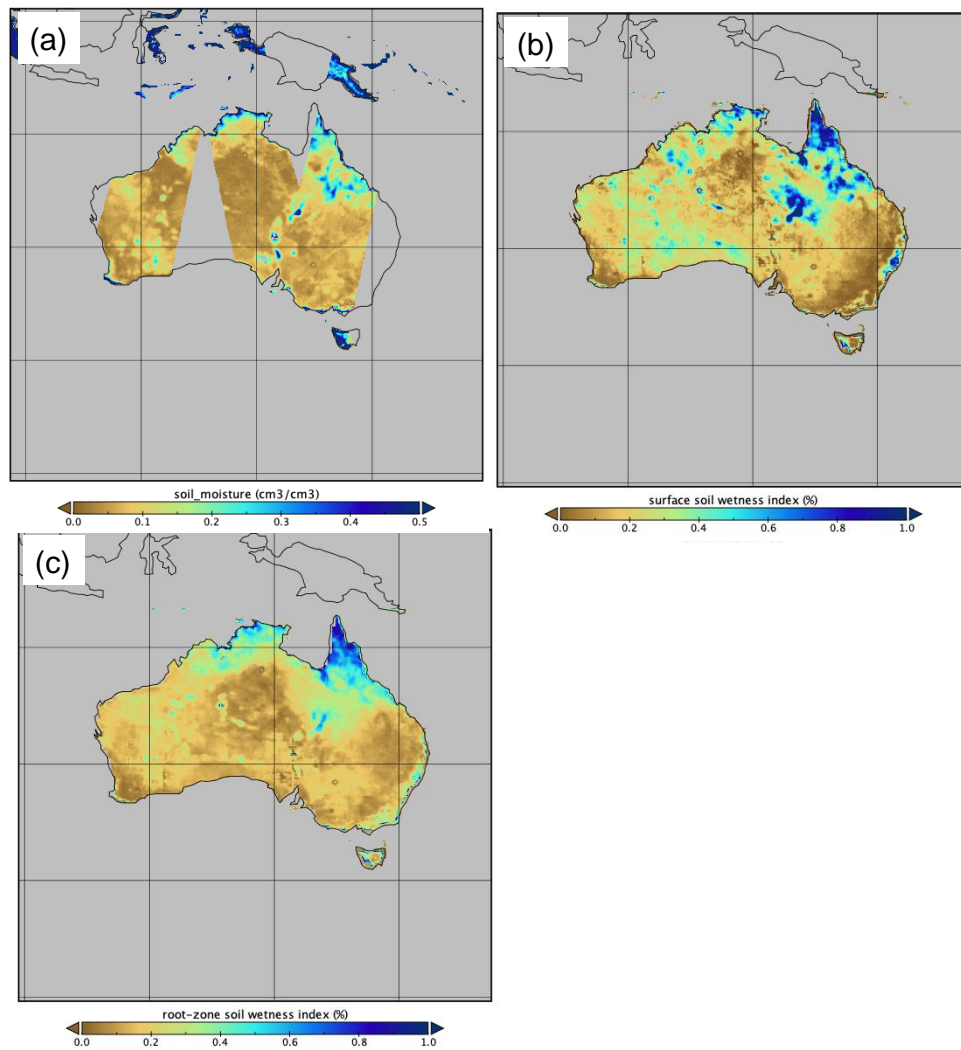 (a)
(b)
soil_moisture (cm3/cm3)
0.0 0.1 0.2 0.3 0.4 0.5
surface soil wetness index (%)
0.0 0.2 0.4 0.6 0.8 1.0
(c)
root-zone soil wetness index (%)
0.0 0.2 0.4 0.6 0.8 1.0